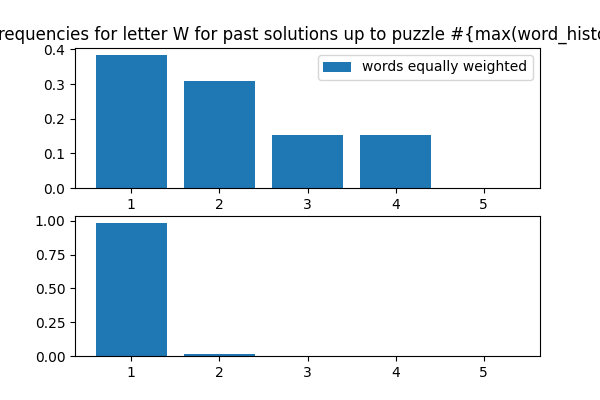 requencies for letter W for past solutions up to puzzle #{max(word_histo
0.4
0.3
0.2
0.1
0.0
words equally weighted
1 2 3 4 5
1.00
0.75
0.50
0.25
0.00
1 2 3 4 5